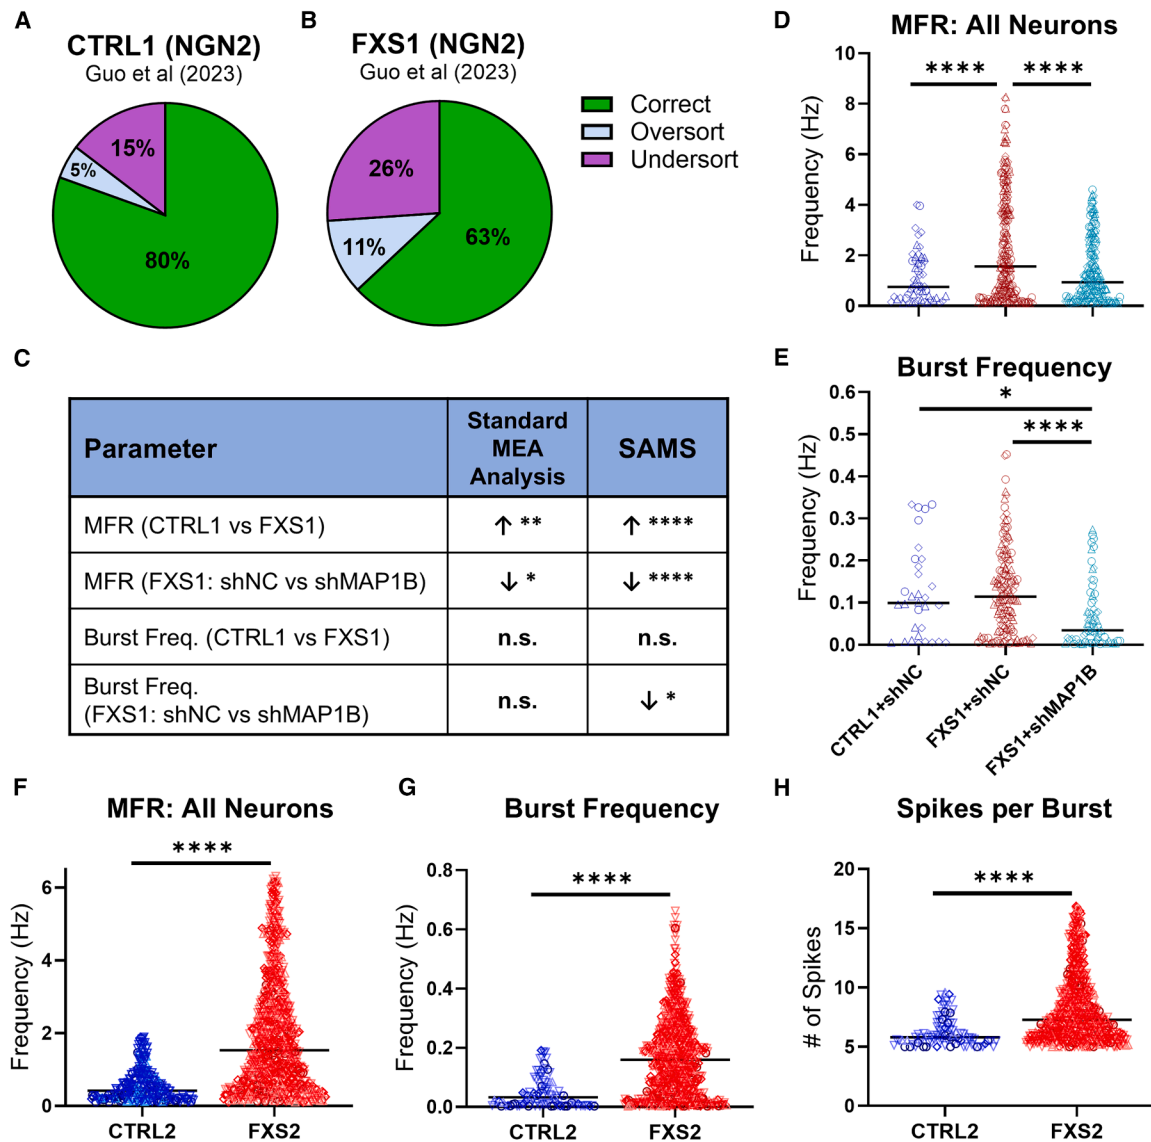 A
CTRL1 (NGN2)
Guo et al (2023)
15%
5%
80%
B
FXS1 (NGN2)
Guo et al (2023)
26%
11%
63%
Correct
Oversort
Undersort
C
Parameter
Standard
MEA
Analysis
SAMS
MFR (CTRL1 vs FXS1)
↑ **
↑ ****
MFR (FXS1: shNC vs shMAP1B)
↓ *
↓ ****
Burst Freq. (CTRL1 vs FXS1)
n.s.
n.s.
Burst Freq.
(FXS1: shNC vs shMAP1B)
n.s.
↓ *
D
MFR: All Neurons
Frequency (Hz)
10
8
6
4
2
0
****
****
E
Burst Frequency
Frequency (Hz)
0.6
0.5
0.4
0.3
0.2
0.1
0.0
*
****
CTRL1+shNC
FXS1+shNC
FXS1+shMAP1B
F
MFR: All Neurons
Frequency (Hz)
6
4
2
0
****
CTRL2
FXS2
G
Burst Frequency
Frequency (Hz)
0.8
0.6
0.4
0.2
0.0
****
CTRL2
FXS2
H
Spikes per Burst
# of Spikes
20
15
10
5
0
****
CTRL2
FXS2